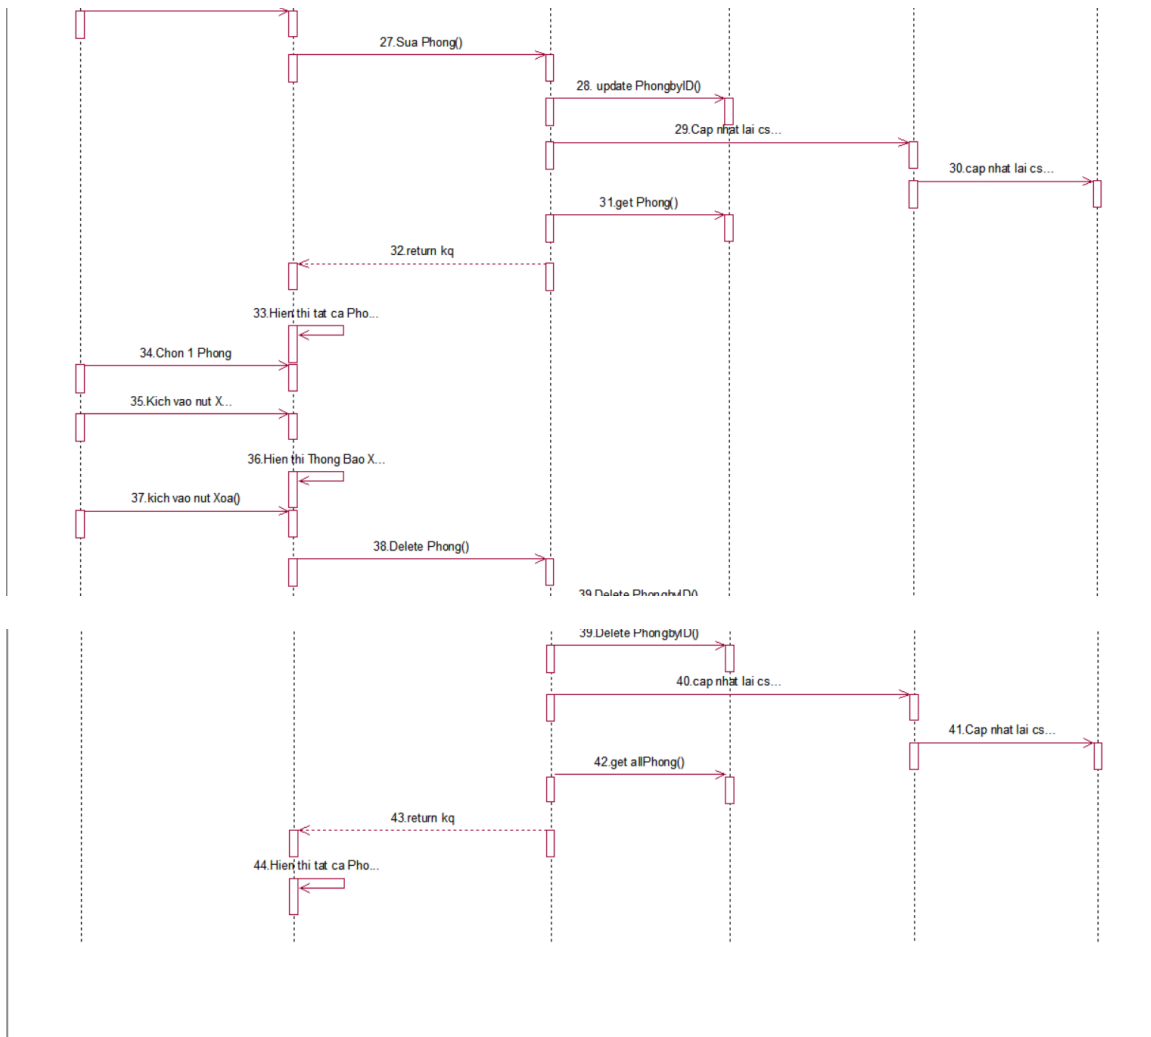 27.Sua Phong()
28. update PhongbyID()
29.Cap nhat lai cs...
30.cap nhat lai cs...
31.get Phong()
32.return kq
33.Hien thi tat ca Pho...
34.Chon 1 Phong
35.Kich vao nut X...
36.Hien thi Thong Bao X...
37.kich vao nut Xoa()
38.Delete Phong()
39.Delete PhongbyID()
39.Delete PhongbyID()
40.cap nhat lai cs...
41.Cap nhat lai cs...
42.get allPhong()
43.return kq
44.Hien thi tat ca Pho...